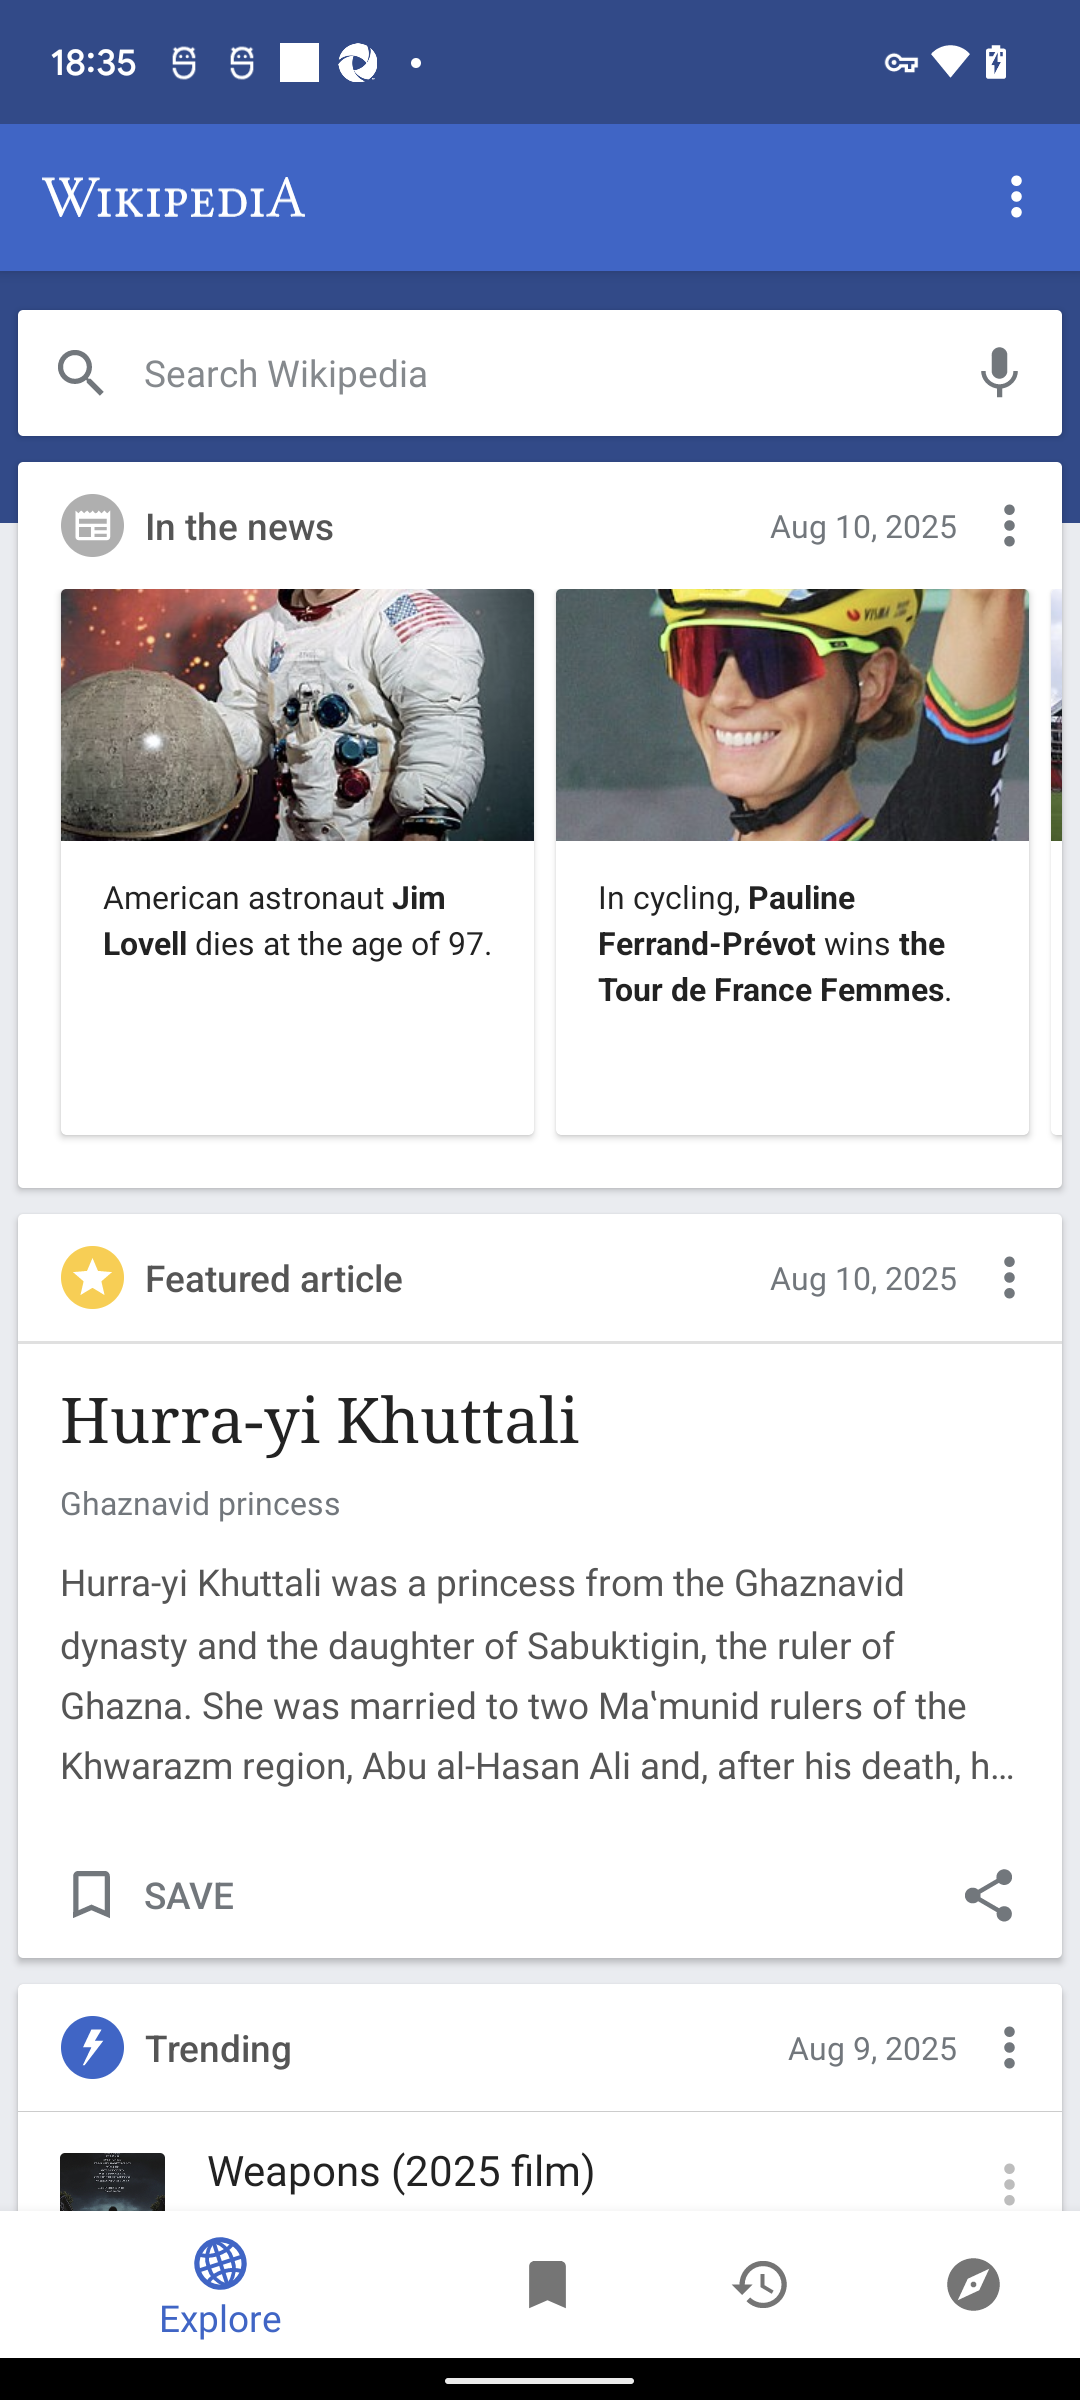 18:35
WIKIPEDIA
Search Wikipedia
In the news
Aug 10, 2025
American astronaut Jim
Lovell dies at the age of 97.
In cycling, Pauline
Ferrand-Prévot wins the
Tour de France Femmes.
Featured article
Aug 10, 2025
Hurra-yi Khuttali
Ghaznavid princess
Hurra-yi Khuttali was a princess from the Ghaznavid
dynasty and the daughter of Sabuktigin, the ruler of
Ghazna. She was married to two Maʽmunid rulers of the
Khwarazm region, Abu al-Hasan Ali and, after his death, h…
SAVE
Trending
Aug 9, 2025
Weapons (2025 film)
Explore